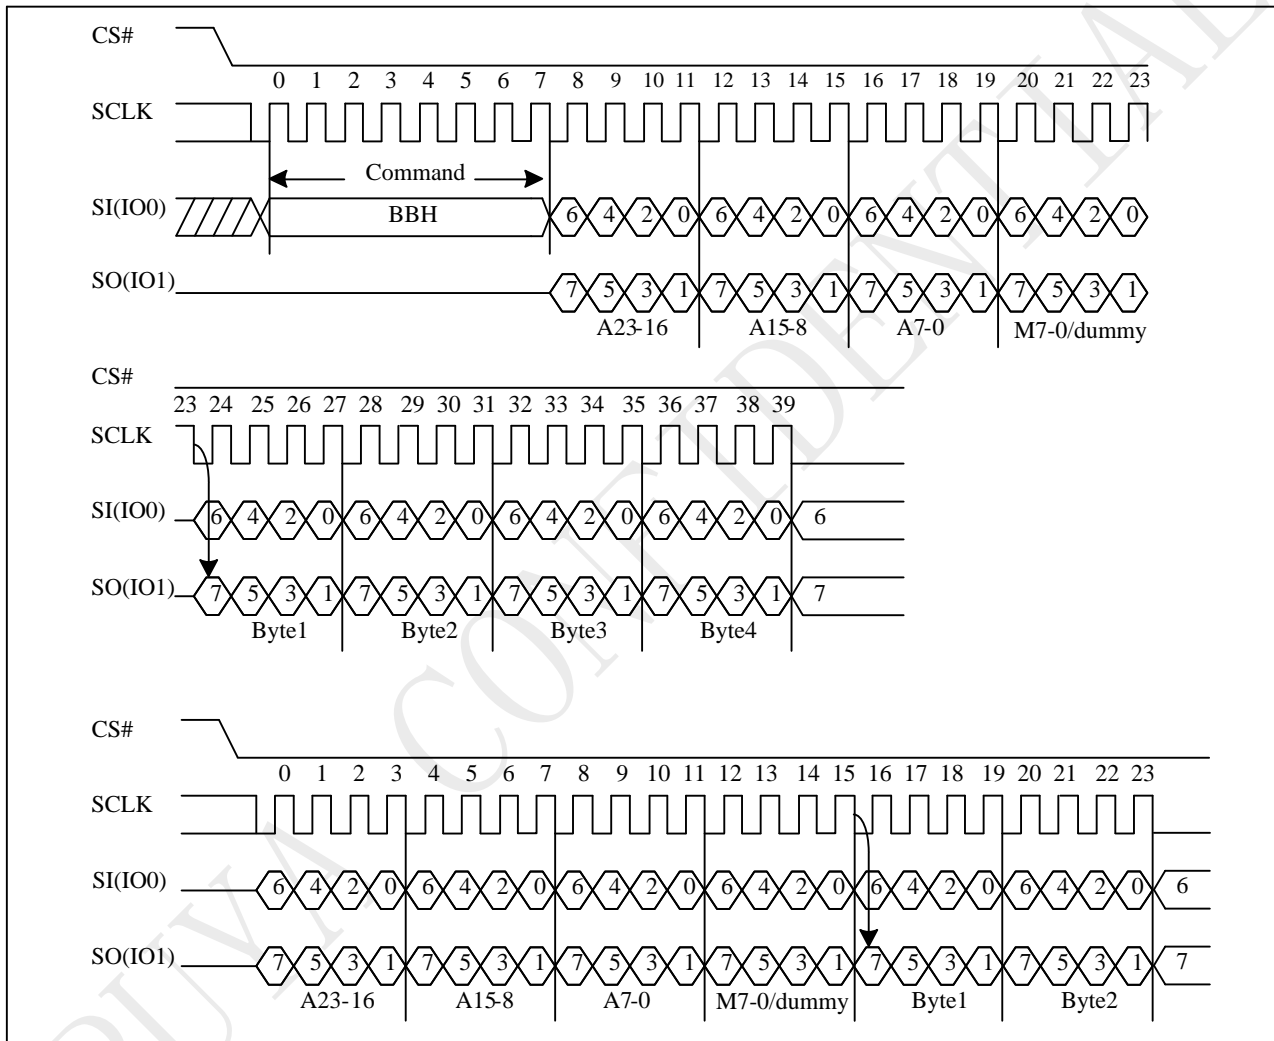 CS#
0 1 2 3 4 5 6 7 8 9 10 11 12 13 14 15 16 17 18 19 20 21 22 23
SCLK
Command
SI(IO0) BBH 6 4 2 0 6 4 2 0 6 4 2 0 6 4 2 0
SO(IO1) 7 5 3 1 7 5 3 1 7 5 3 1 7 5 3 1
A23-16 A15-8 A7-0 M7-0/dummy
CS#
23 24 25 26 27 28 29 30 31 32 33 34 35 36 37 38 39
SCLK
SI(IO0) 6 4 2 0 6 4 2 0 6 4 2 0 6 4 2 0 6
SO(IO1) 7 5 3 1 7 5 3 1 7 5 3 1 7 5 3 1 7
Byte1 Byte2 Byte3 Byte4
CS#
0 1 2 3 4 5 6 7 8 9 10 11 12 13 14 15 16 17 18 19 20 21 22 23
SCLK
SI(IO0) 6 4 2 0 6 4 2 0 6 4 2 0 6 4 2 0 6 4 2 0 6 4 2 0 6
SO(IO1) 7 5 3 1 7 5 3 1 7 5 3 1 7 5 3 1 7 5 3 1 7 5 3 1 7
A23-16 A15-8 A7-0 M7-0/dummy Byte1 Byte2
PUYA CONFIDENTIAL